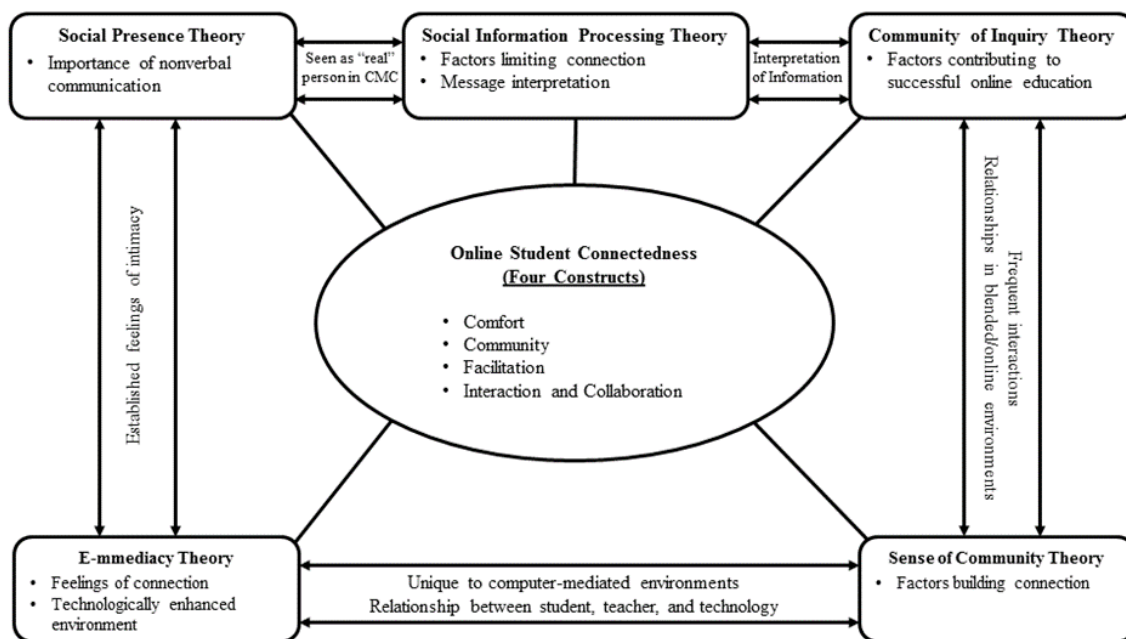 Social Presence Theory
• Importance of nonverbal
communication
Seen as “real”
person in CMC
Social Information Processing Theory
• Factors limiting connection
• Message interpretation
Interpretation
of Information
Community of Inquiry Theory
• Factors contributing to
successful online education
Established feelings of intimacy
Online Student Connectedness
(Four Constructs)
• Comfort
• Community
• Facilitation
• Interaction and Collaboration
Frequent interactions
Relationships in blended/online environments
E-mmediacy Theory
• Feelings of connection
• Technologically enhanced
environment
Unique to computer-mediated environments
Relationship between student, teacher, and technology
Sense of Community Theory
• Factors building connection